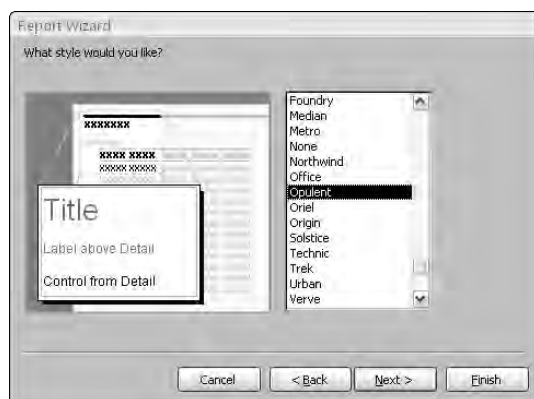 Report Wizard
What style would you like?
xxxxxxx
xxxx xxxx
xxxxx xxxxx
Title
Label above Detail
Control from Detail
Foundry
Median
Metro
None
Northwind
Office
Opulent
Oriel
Origin
Solstice
Technic
Trek
Urban
Verve
Cancel
< Back
Next >
Finish